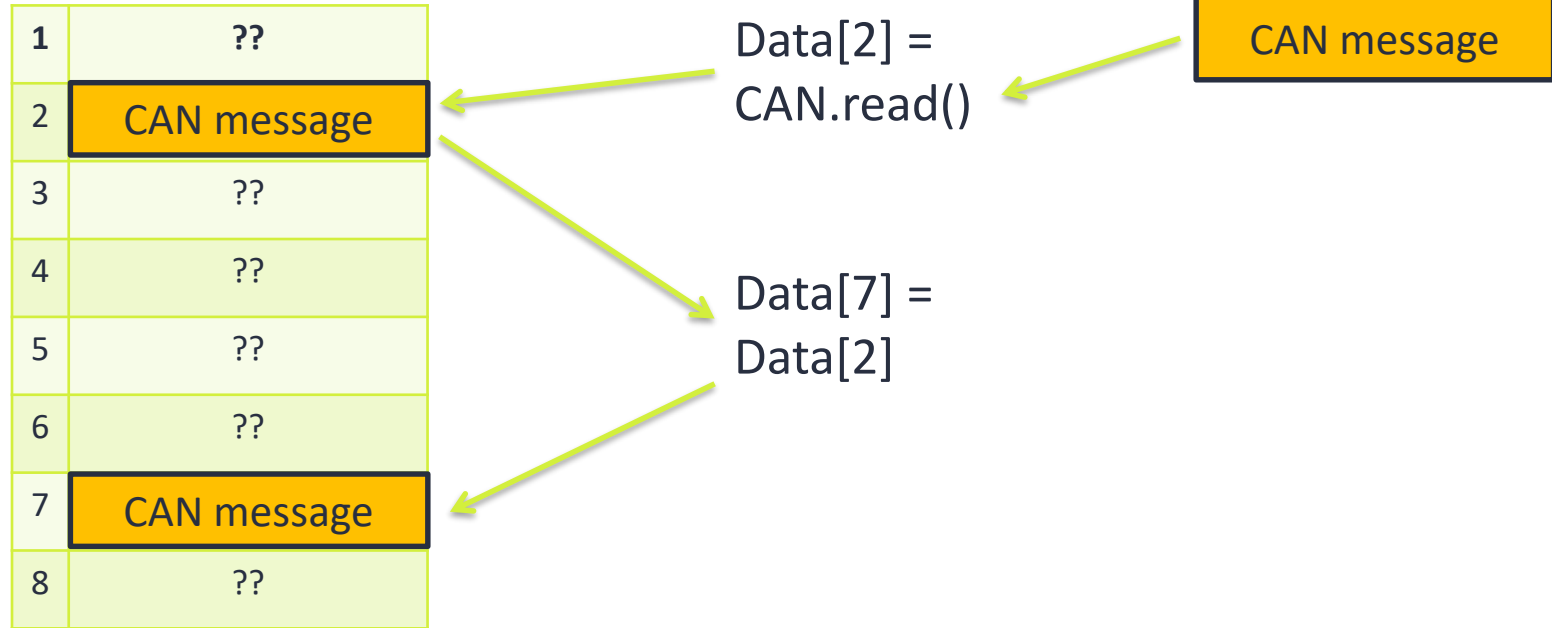 1 ??
2 CAN message
3 ??
4 ??
5 ??
6 ??
7 CAN message
8 ??
Data[2] =
CAN.read()
Data[7] =
Data[2]
CAN message